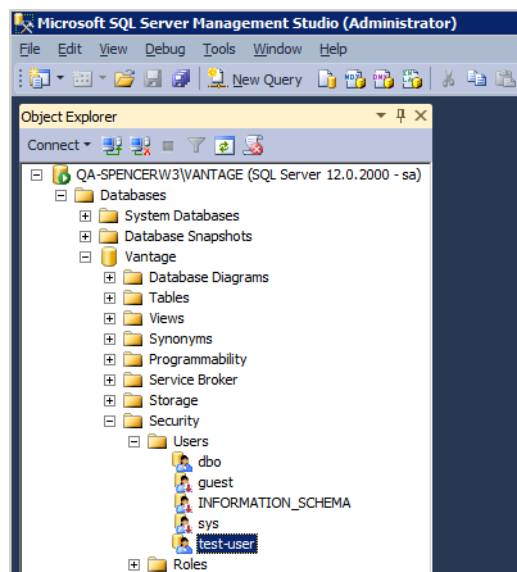 Microsoft SQL Server Management Studio (Administrator)
File Edit View Debug Tools Window Help
New Query
Object Explorer
Connect
QA-SPENCERW3\VANTAGE (SQL Server 12.0.2000 - sa)
Databases
System Databases
Database Snapshots
Vantage
Database Diagrams
Tables
Views
Synonyms
Programmability
Service Broker
Storage
Security
Users
dbo
guest
INFORMATION_SCHEMA
sys
test-user
Roles